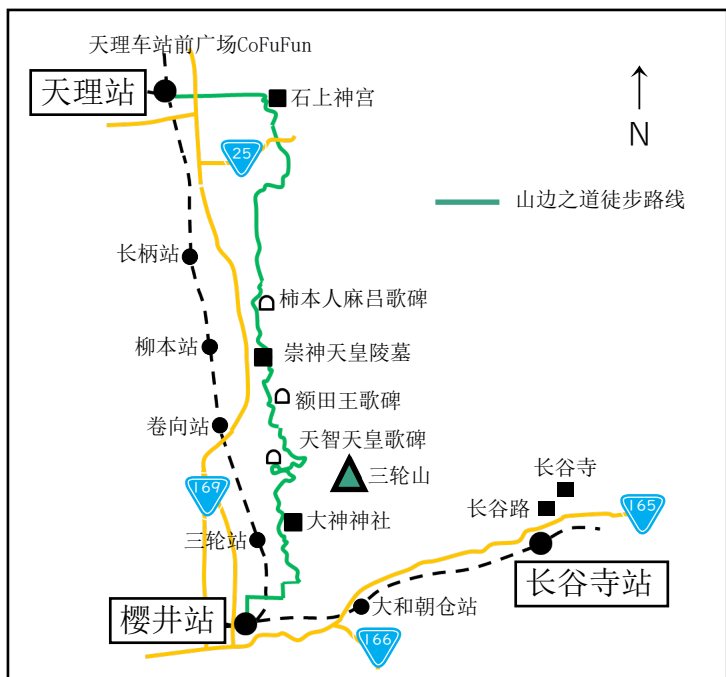 天理车站前广场CoFuFun
天理站
石上神宫
N
25
山边之道徒步路线
长柄站
柿本人麻吕歌碑
柳本站
崇神天皇陵墓
额田王歌碑
卷向站
天智天皇歌碑
三轮山
长谷寺
169
长谷路
165
大神神社
三轮站
长谷寺站
大和朝仓站
樱井站
166